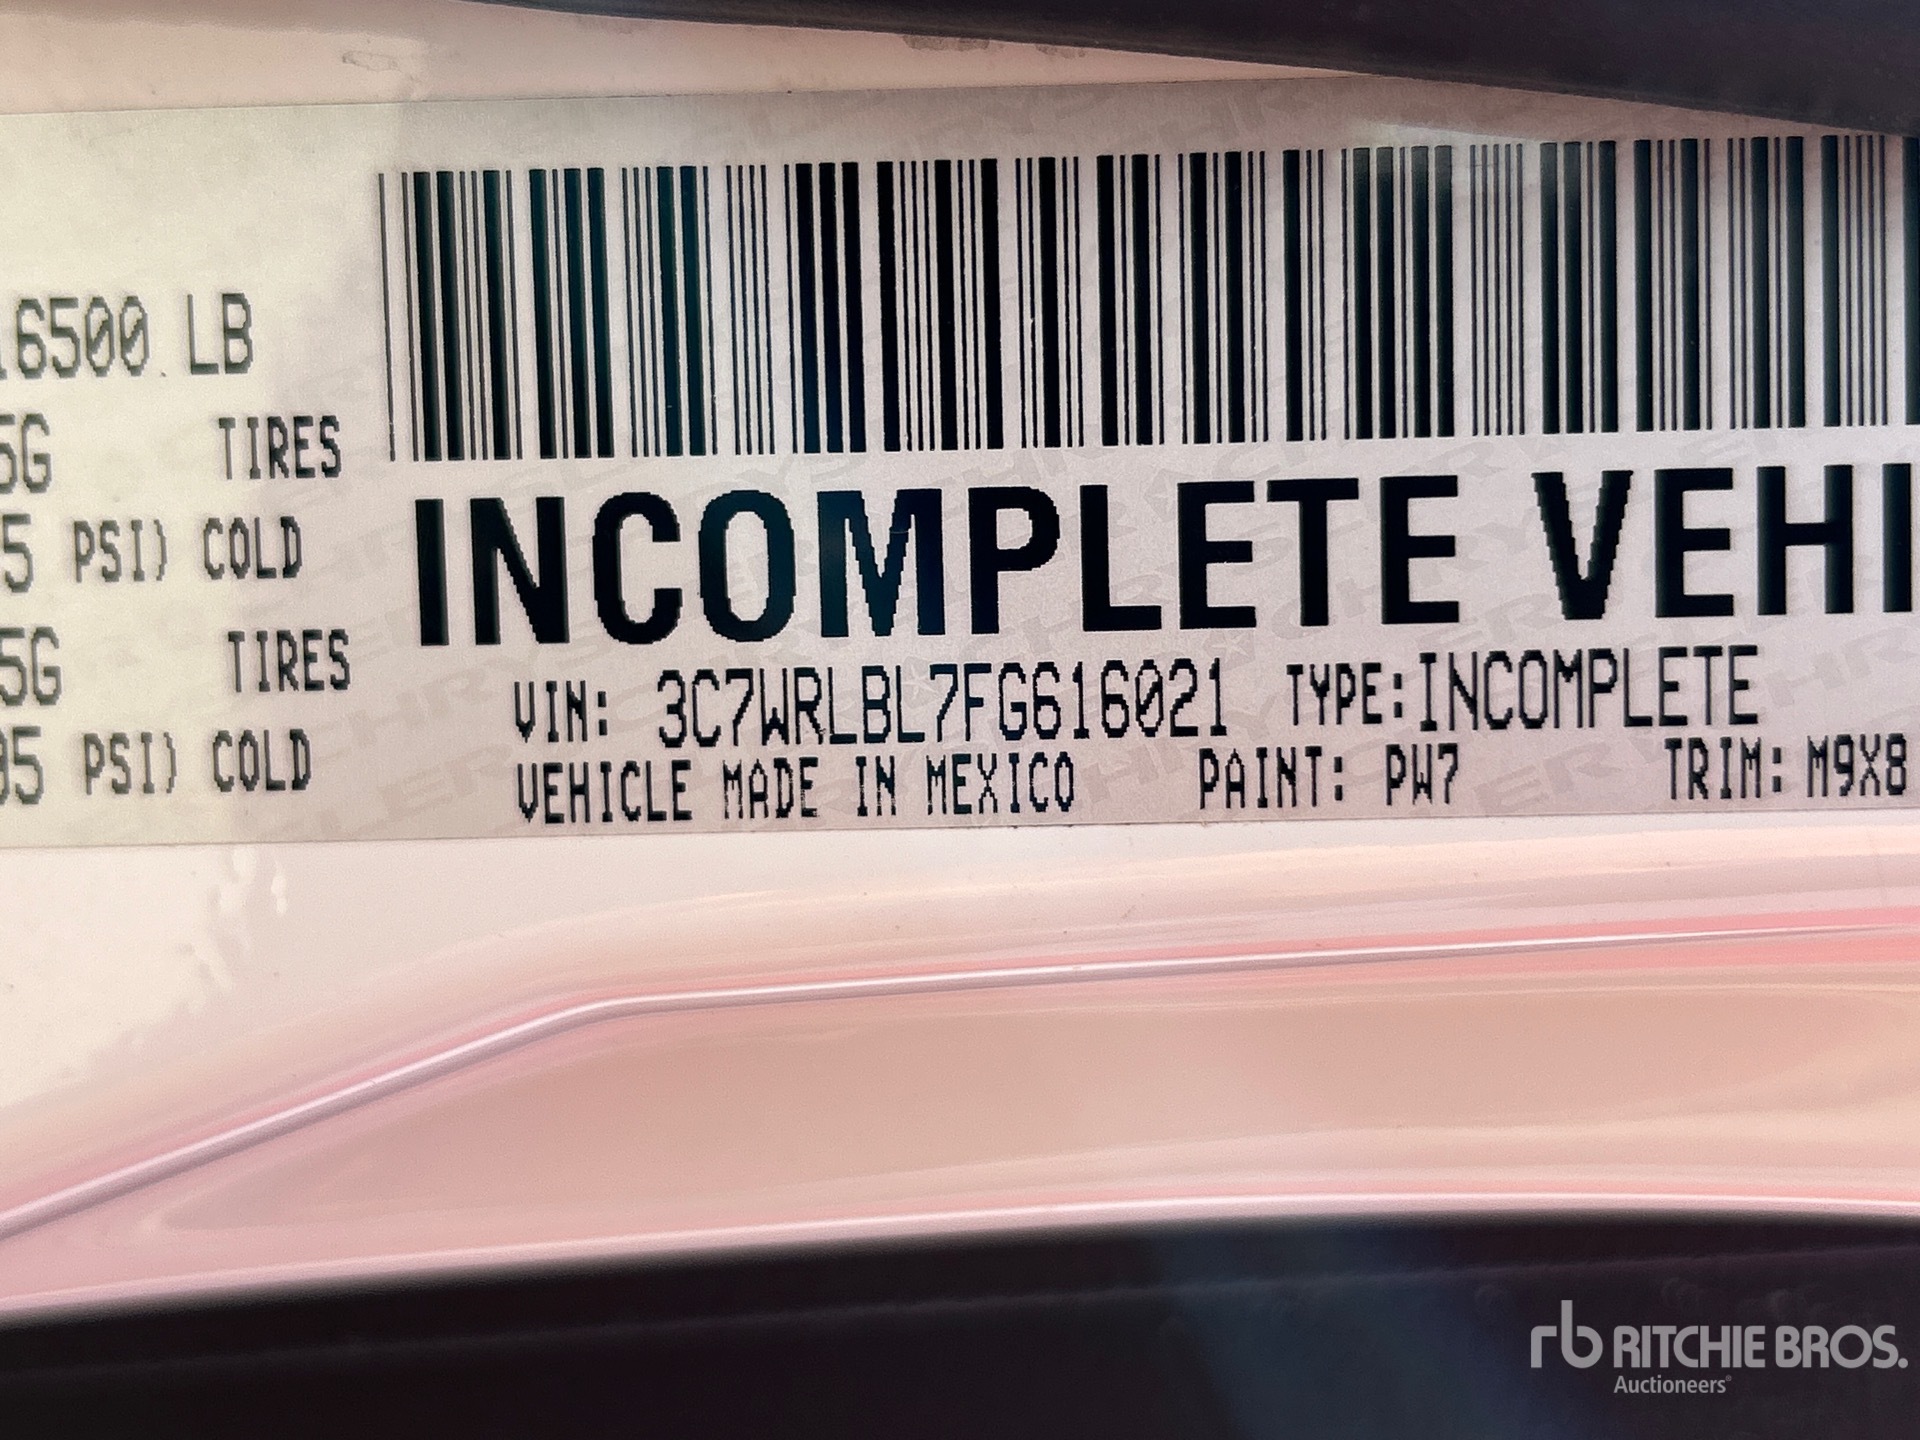 16500 LB
5G TIRES
5 PSI) COLD
5G TIRES
95 PSI) COLD
INCOMPLETE VEHI
VIN: 3C7WRLBL7FG616021 TYPE:INCOMPLETE
VEHICLE MADE IN MEXICO PAINT: PW7 TRIM: M9X8
rb RITCHIE BROS.
Auctioneers®